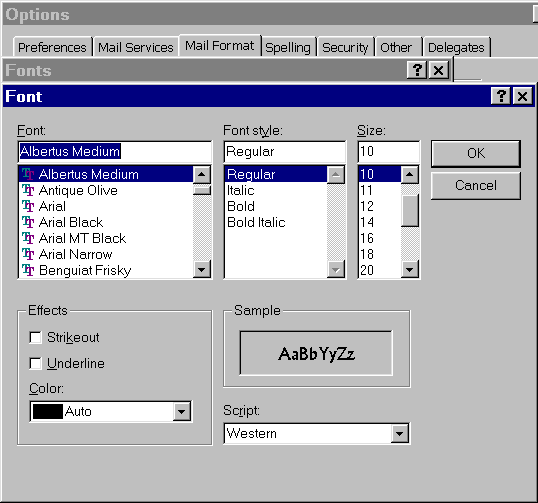 Options
Preferences Mail Services Mail Format Spelling Security Other Delegates
Fonts
Font
Font: Font style: Size:
Albertus Medium Regular 10 OK
Albertus Medium Regular 10
Antique Olive Italic 11 Cancel
Arial Bold 12
Arial Black Bold Italic 14
Arial MT Black 16
Arial Narrow 18
Benguiat Frisky 20
Effects Sample
Strikeout
AaBbYyZz
Underline
Color:
Auto
Script:
Western